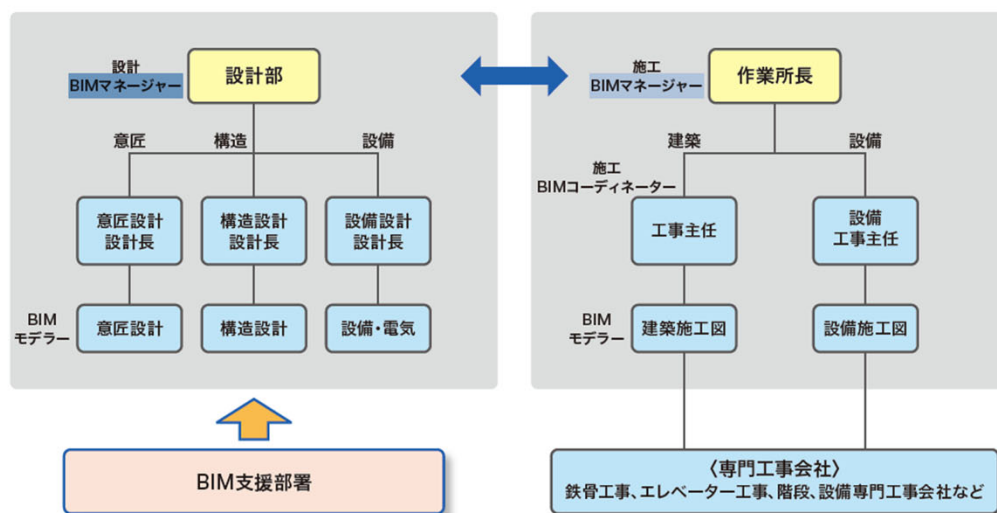 設計
BIMマネージャー
設計部
意匠
構造
設備
意匠設計
設計長
構造設計
設計長
設備設計
設計長
BIM
モデラー
意匠設計
構造設計
設備・電気
BIM支援部署
施工
BIMマネージャー
作業所長
建築
設備
施工
BIMコーディネーター
工事主任
設備
工事主任
BIM
モデラー
建築施工図
設備施工図
〈専門工事会社〉
鉄骨工事、エレベーター工事、階段、設備専門工事会社など